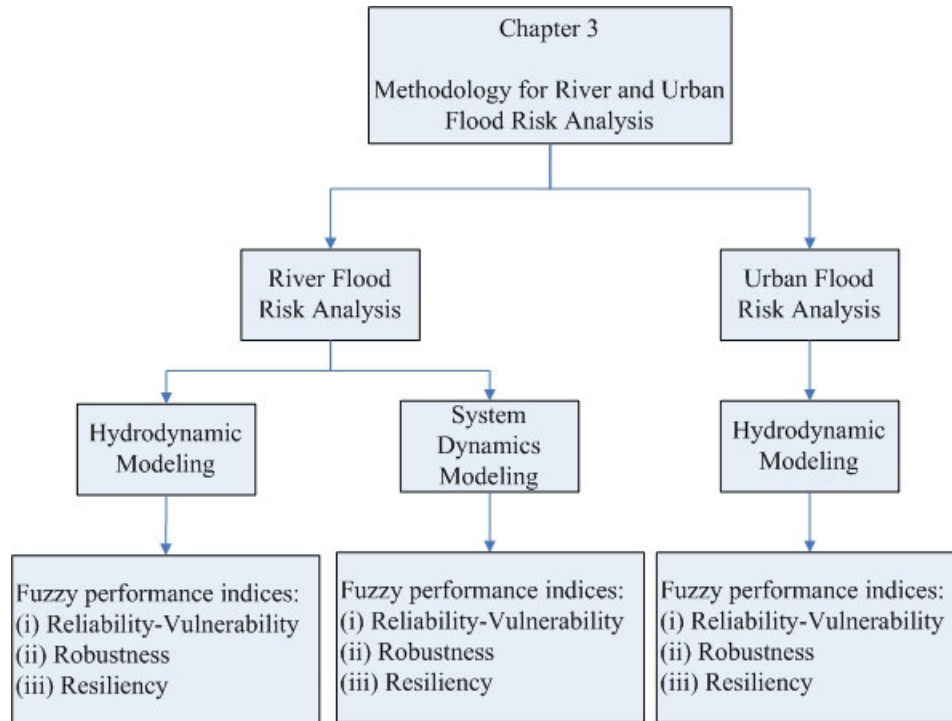 Chapter 3
Methodology for River and Urban
Flood Risk Analysis
River Flood
Risk Analysis
Urban Flood
Risk Analysis
Hydrodynamic
Modeling
System
Dynamics
Modeling
Hydrodynamic
Modeling
Fuzzy performance indices:
(i) Reliability-Vulnerability
(ii) Robustness
(iii) Resiliency
Fuzzy performance indices:
(i) Reliability-Vulnerability
(ii) Robustness
(iii) Resiliency
Fuzzy performance indices:
(i) Reliability-Vulnerability
(ii) Robustness
(iii) Resiliency